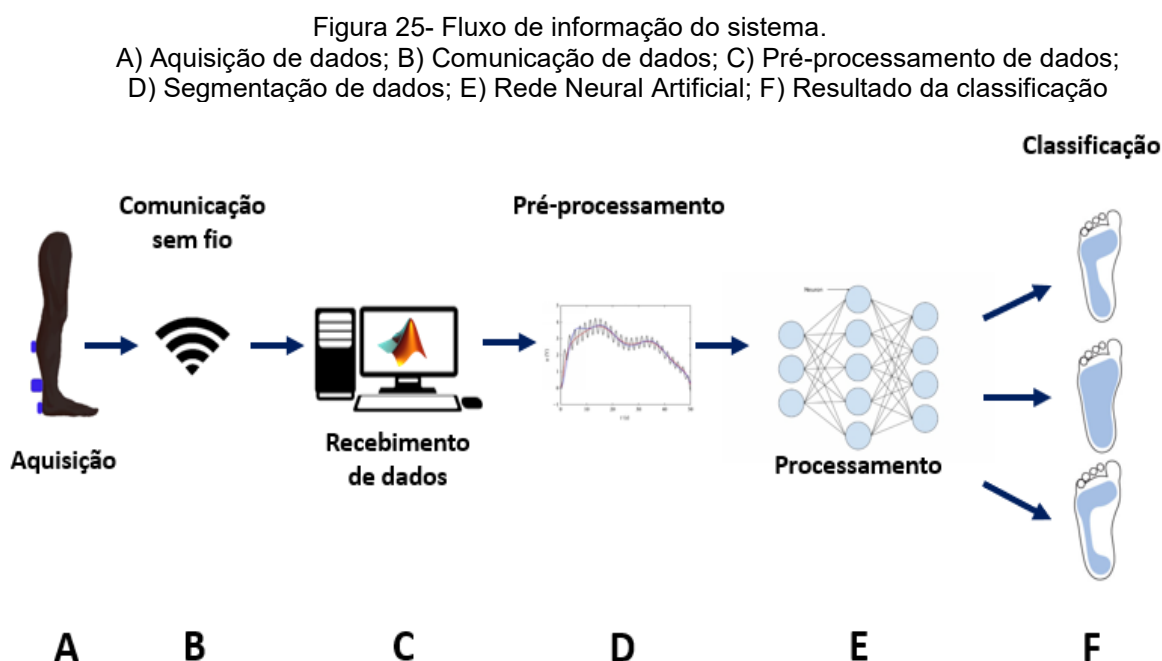 Figura 25- Fluxo de informação do sistema.
A) Aquisição de dados; B) Comunicação de dados; C) Pré-processamento de dados;
D) Segmentação de dados; E) Rede Neural Artificial; F) Resultado da classificação
Classificação
Comunicação
sem fio
Pré-processamento
Neuron
Aquisição
Recebimento
de dados
Processamento
A B C D E F